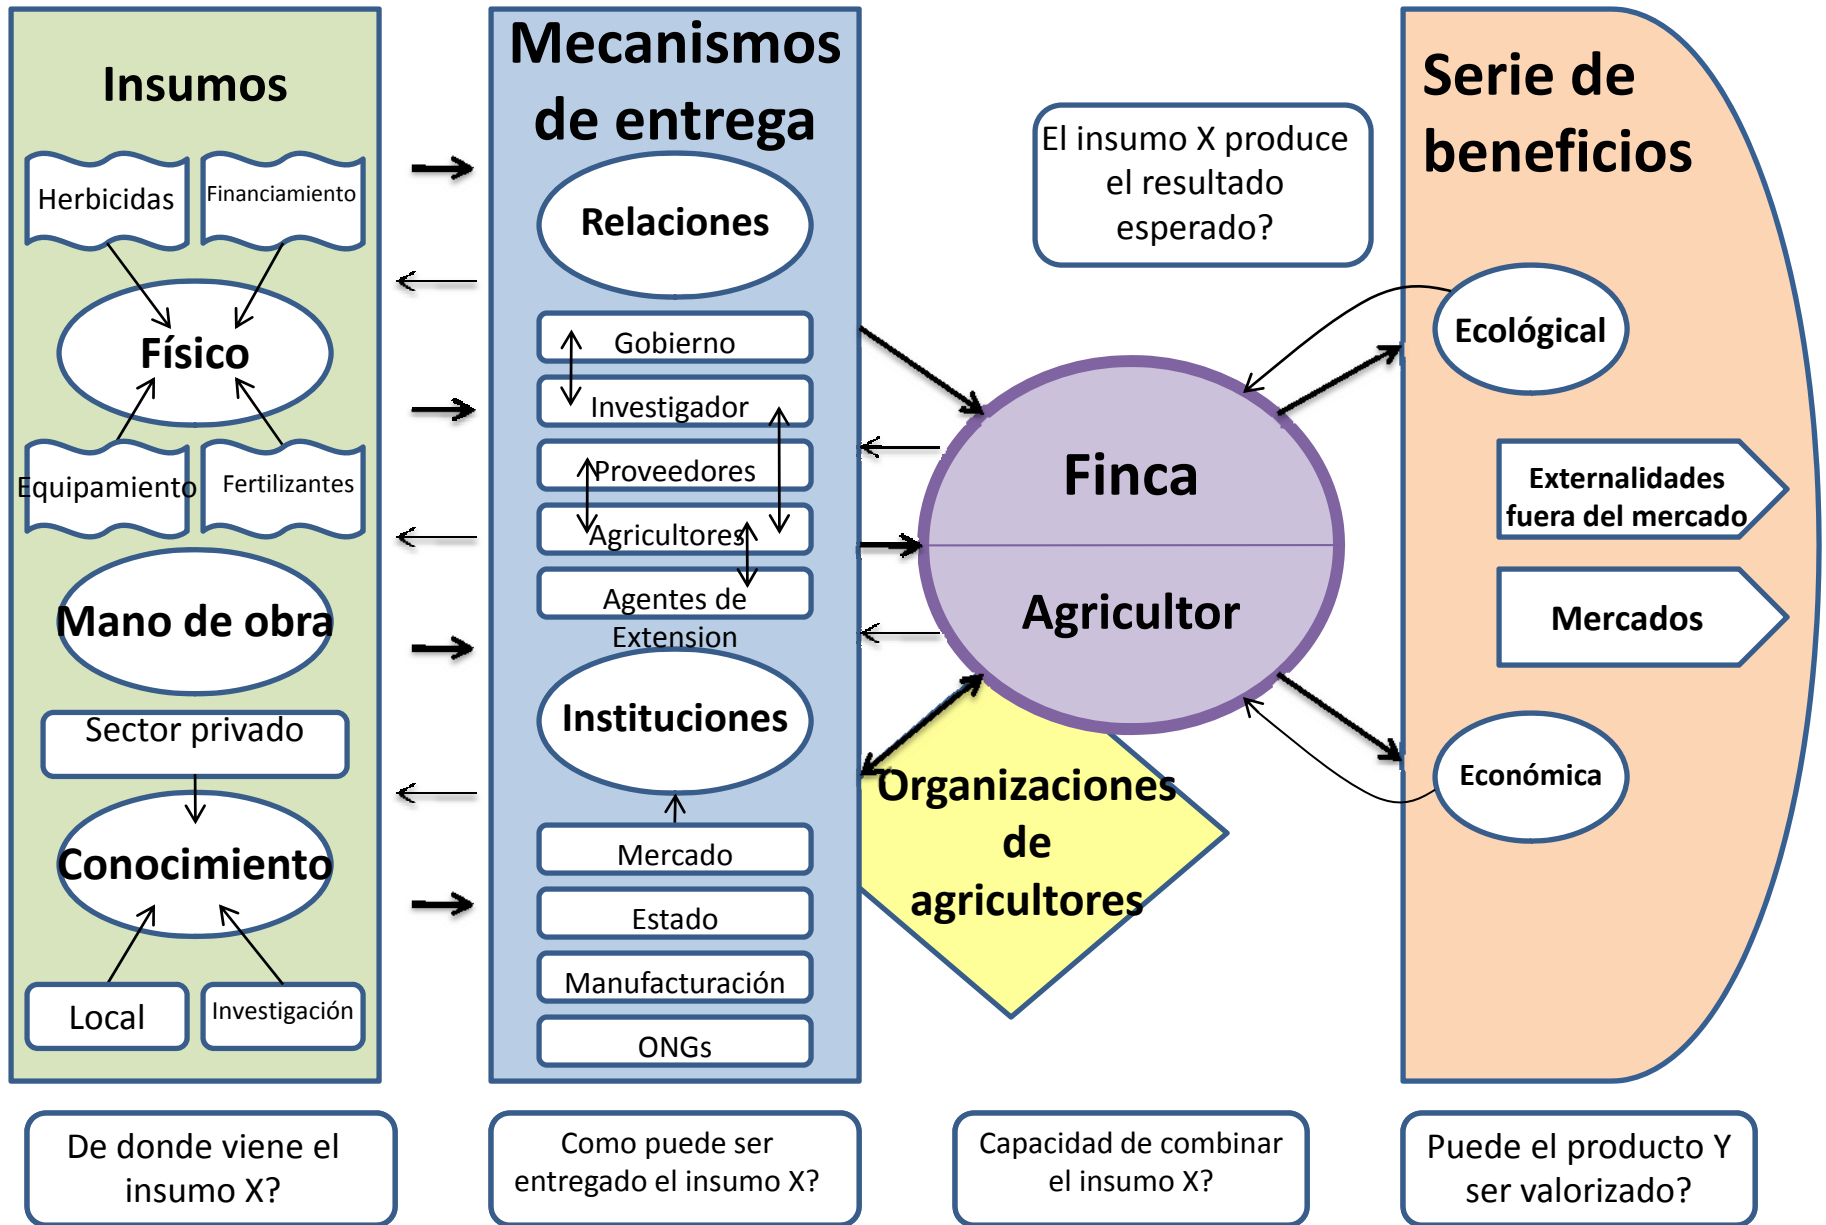 Insumos
Herbicidas
Financiamiento
Físico
Equipamiento
Fertilizantes
Mano de obra
Sector privado
Conocimiento
Local
Investigación
De donde viene el
insumo X?
Mecanismos
de entrega
Relaciones
Gobierno
Investigador
Proveedores
Agricultores
Agentes de
Extension
Instituciones
Mercado
Estado
Manufacturación
ONGs
Como puede ser
entregado el insumo X?
El insumo X produce
el resultado
esperado?
Finca
Agricultor
Organizaciones
de
agricultores
Capacidad de combinar
el insumo X?
Serie de
beneficios
Ecológical
Externalidades
fuera del mercado
Mercados
Económica
Puede el producto Y
ser valorizado?